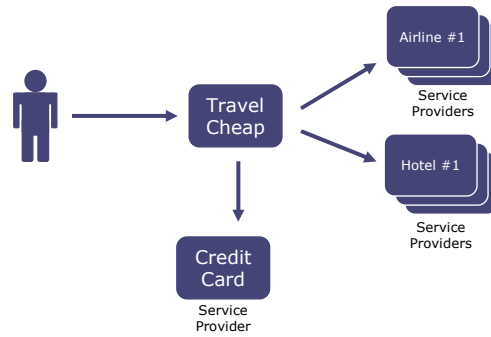 Airline #1
Service
Providers
Travel
Cheap
Hotel #1
Service
Providers
Credit
Card
Service
Provider